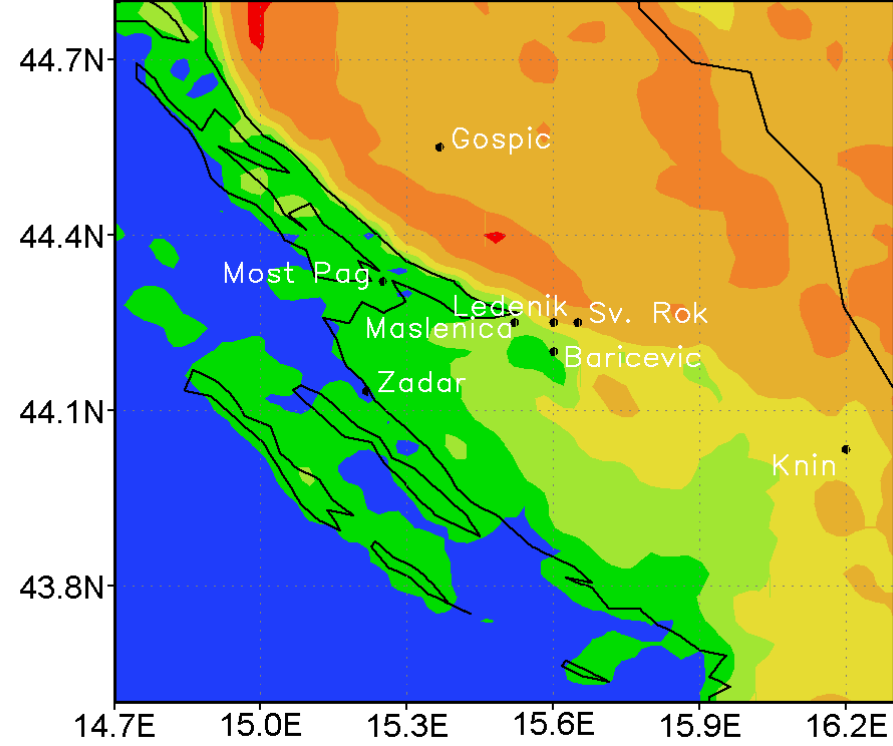 44.7N
Gospic
44.4N
Most Pag
Ledenik
Sv. Rok
Maslenica
Baricevic
Zadar
44.1N
Knin
43.8N
14.7E 15.0E 15.3E 15.6E 15.9E 16.2E